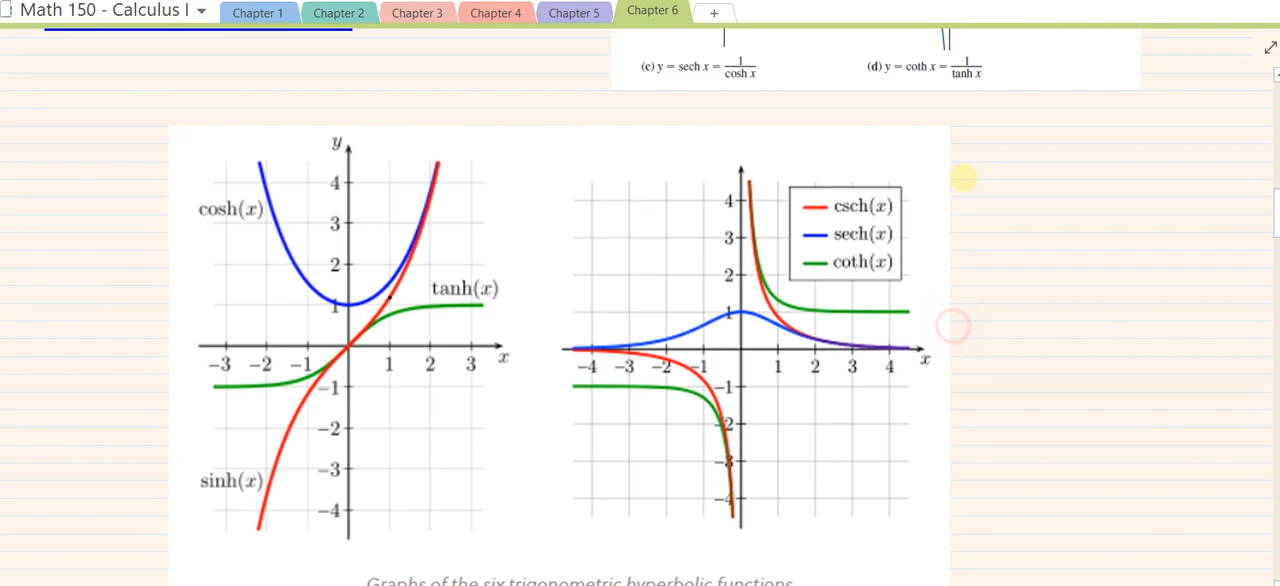 Math 150 - Calculus I
Chapter 1
Chapter 2
Chapter 3
Chapter 4
Chapter 5
Chapter 6
+
(c) y = sech x = 1/cosh x
(d) y = coth x = 1/tanh x
y
4
3
2
1
cosh(x)
tanh(x)
-3 -2 -1 1 2 3 x
-1
-2
-3
-4
sinh(x)
4
3
2
1
csch(x)
sech(x)
coth(x)
-4 -3 -2 -1 1 2 3 4 x
-1
-2
-3
-4
Graphs of the six trigonometric hyperbolic functions